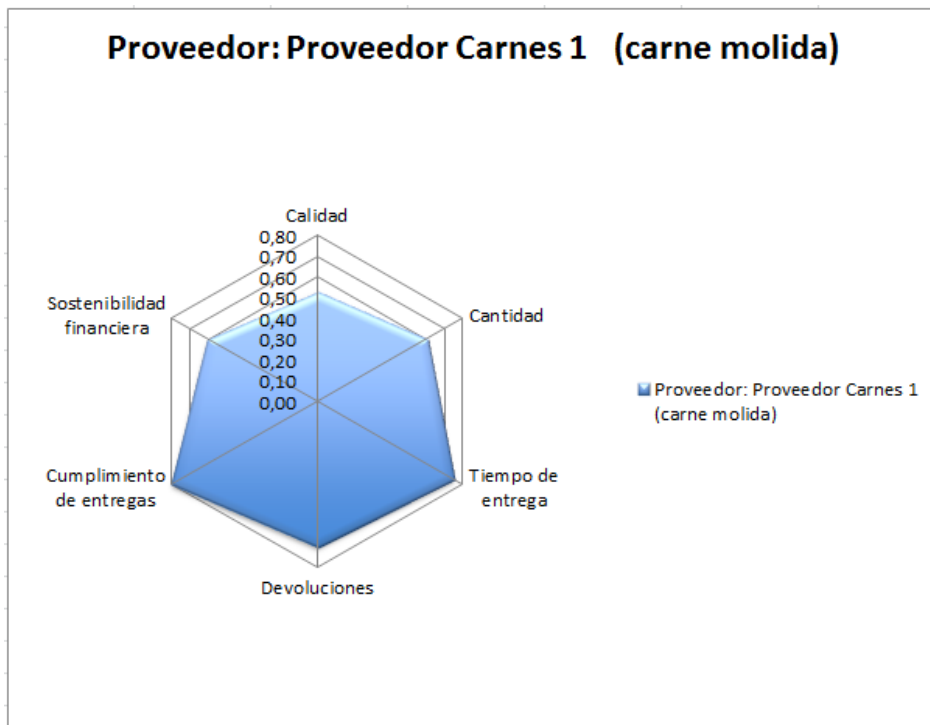 Proveedor: Proveedor Carnes 1 (carne molida)
Calidad
0,80
0,70
0,60
0,50
0,40
0,30
0,20
0,10
0,00
Cantidad
Tiempo de
entrega
Devoluciones
Cumplimiento
de entregas
Sostenibilidad
financiera
Proveedor: Proveedor Carnes 1
(carne molida)